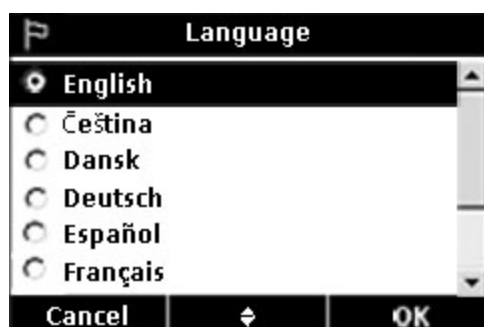 Language
English
Čeština
Dansk
Deutsch
Español
Français
Cancel OK